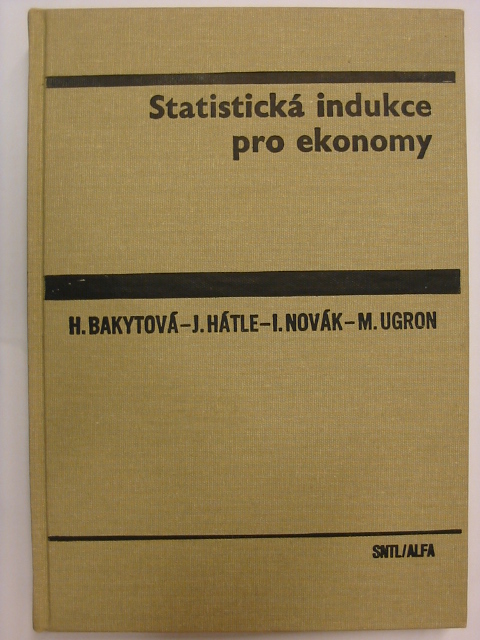 Statistická indukce
pro ekonomy
H. BAKYTOVÁ–J. HÁTLE–I. NOVÁK–M. UGRON
SNTL/ALFA